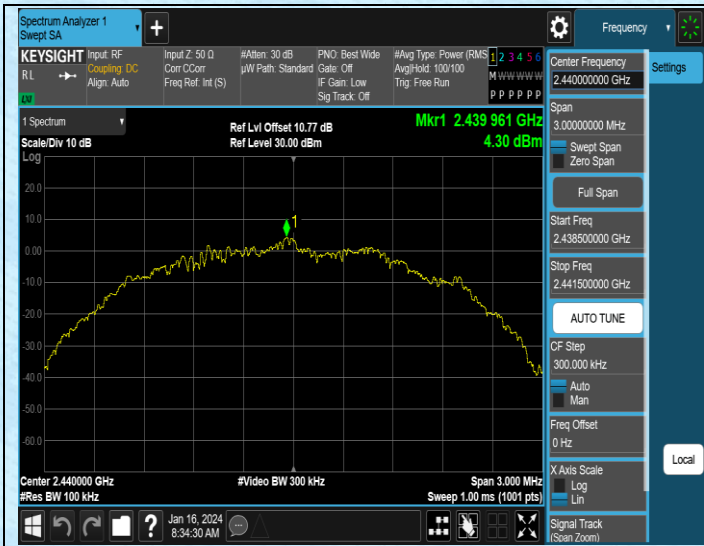 Spectrum Analyzer 1
Swept SA
+
Frequency
KEYSIGHT
RL
LXI
Input: RF
Coupling: DC
Align: Auto
Input Z: 50 Ω
Corr CCorr
Freq Ref: Int (S)
#Atten: 30 dB
µW Path: Standard
PNO: Best Wide
Gate: Off
IF Gain: Low
Sig Track: Off
#Avg Type: Power (RMS
Avg|Hold: 100/100
Trig: Free Run
1 2 3 4 5 6
M W W W W W
P P P P P P
1 Spectrum
Scale/Div 10 dB
Log
Ref Lvl Offset 10.77 dB
Ref Level 30.00 dBm
Mkr1 2.439 961 GHz
4.30 dBm
20.0
10.0
0.00
-10.0
-20.0
-30.0
-40.0
-50.0
-60.0
1
Center 2.440000 GHz
#Res BW 100 kHz
#Video BW 300 kHz
Span 3.000 MHz
Sweep 1.00 ms (1001 pts)
?
Jan 16, 2024
8:34:30 AM
Center Frequency
2.440000000 GHz
Span
3.00000000 MHz
Swept Span
Zero Span
Full Span
Start Freq
2.438500000 GHz
Stop Freq
2.441500000 GHz
AUTO TUNE
CF Step
300.000 kHz
Auto
Man
Freq Offset
0 Hz
X Axis Scale
Log
Lin
Signal Track
(Span Zoom)
Settings
Local